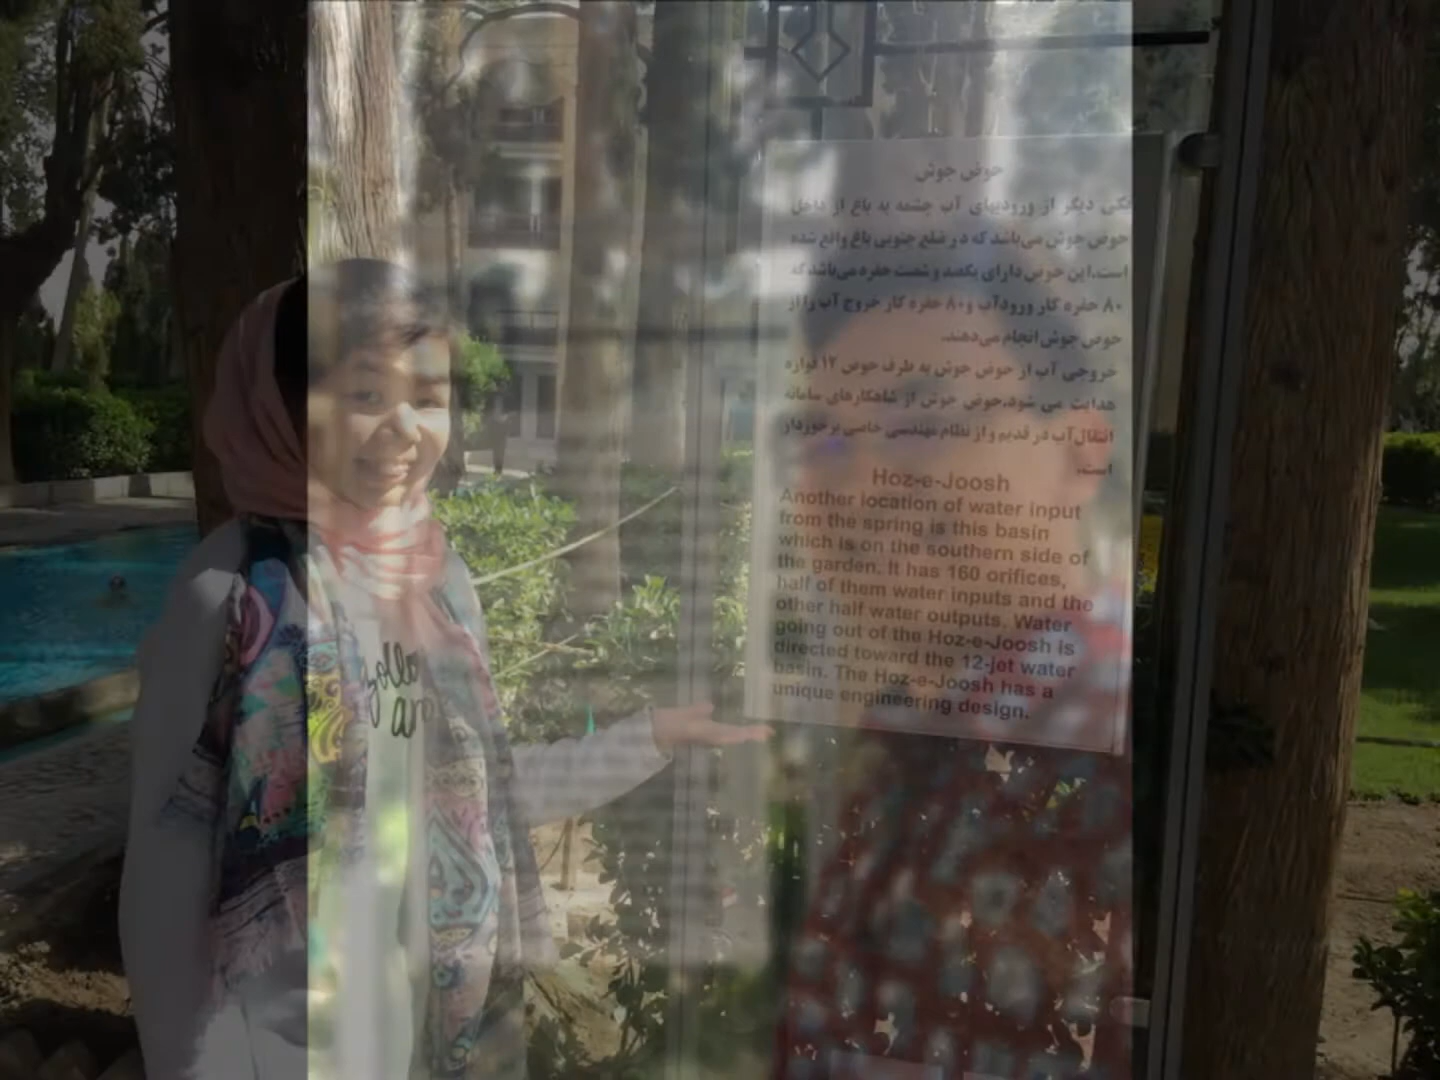 حوض جوش
یکی دیگر از ورودیهای آب چشمه به باغ از داخل
حوض جوش می‌باشد که در ضلع جنوبی باغ واقع شده
است.این حوض دارای یکصد و شصت حفره می‌باشد که
۸۰ حفره کار ورودآب و۸۰ حفره کار خروج آب را از
حوض جوش انجام می‌دهند.
خروجی آب از حوض جوش به طرف حوض ۱۲ فواره
هدایت می شود.حوض جوش از شاهکارهای سامانه
انتقال آب در قدیم و از نظام مهندسی خاصی برخوردار
است.
Hoz-e-Joosh
Another location of water input
from the spring is this basin
which is on the southern side of
the garden. It has 160 orifices,
half of them water inputs and the
other half water outputs. Water
going out of the Hoz-e-Joosh is
directed toward the 12-jet water
basin. The Hoz-e-Joosh has a
unique engineering design.